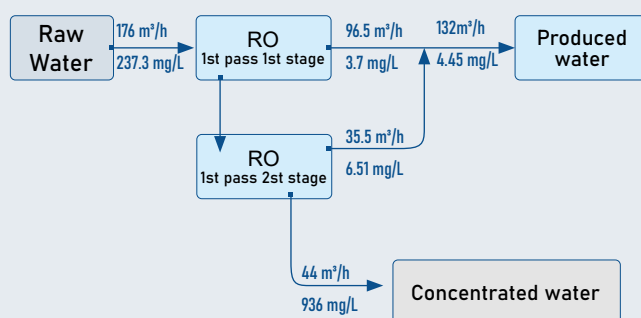 Raw
Water
176 m³/h
237.3 mg/L
RO
1st pass 1st stage
96.5 m³/h
3.7 mg/L
132m³/h
4.45 mg/L
Produced
water
RO
1st pass 2st stage
35.5 m³/h
6.51 mg/L
44 m³/h
936 mg/L
Concentrated water